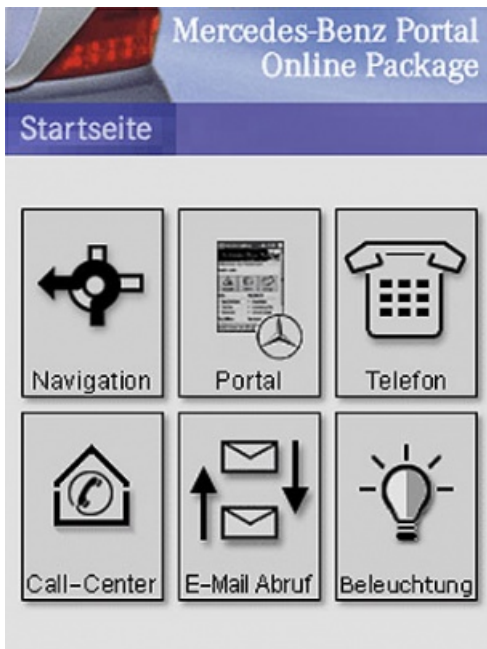 Mercedes-Benz Portal
Online Package
Startseite
Navigation
Portal
Telefon
Call-Center
E-Mail Abruf
Beleuchtung